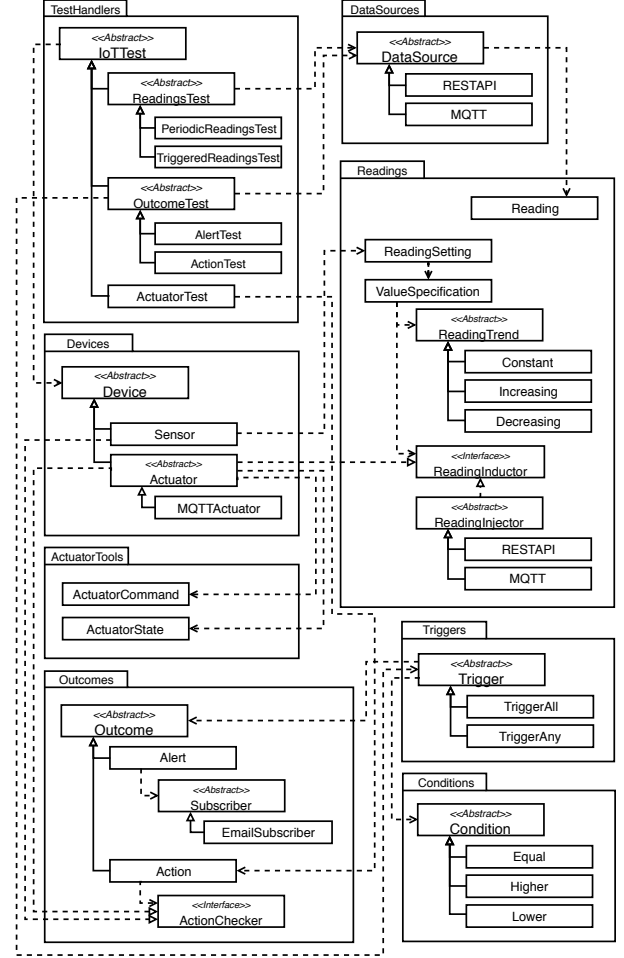 TestHandlers
<<Abstract>>
IoTTest
<<Abstract>>
ReadingsTest
PeriodicReadingsTest
TriggeredReadingsTest
<<Abstract>>
OutcomeTest
AlertTest
ActionTest
ActuatorTest
DataSources
<<Abstract>>
DataSource
RESTAPI
MQTT
Readings
Reading
ReadingSetting
ValueSpecification
<<Abstract>>
ReadingTrend
Constant
Increasing
Decreasing
<<Interface>>
ReadingInductor
<<Abstract>>
ReadingInjector
RESTAPI
MQTT
Devices
<<Abstract>>
Device
Sensor
<<Abstract>>
Actuator
MQTTActuator
ActuatorTools
ActuatorCommand
ActuatorState
Triggers
<<Abstract>>
Trigger
TriggerAll
TriggerAny
Outcomes
<<Abstract>>
Outcome
Alert
<<Abstract>>
Subscriber
EmailSubscriber
Action
<<Interface>>
ActionChecker
Conditions
<<Abstract>>
Condition
Equal
Higher
Lower